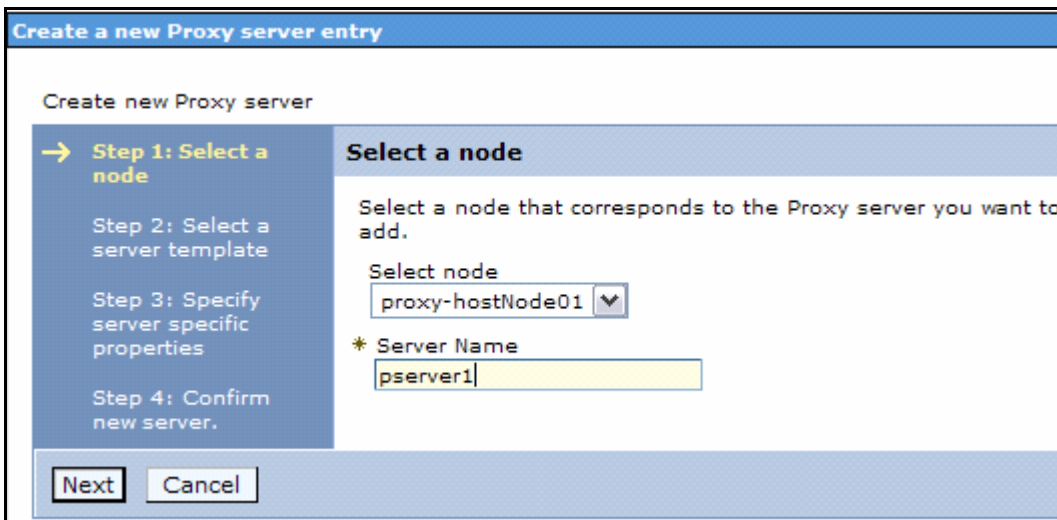 Create a new Proxy server entry
Create new Proxy server
Step 1: Select a
node
Step 2: Select a
server template
Step 3: Specify
server specific
properties
Step 4: Confirm
new server.
Select a node
Select a node that corresponds to the Proxy server you want to
add.
Select node
proxy-hostNode01
* Server Name
pserver1
Next Cancel